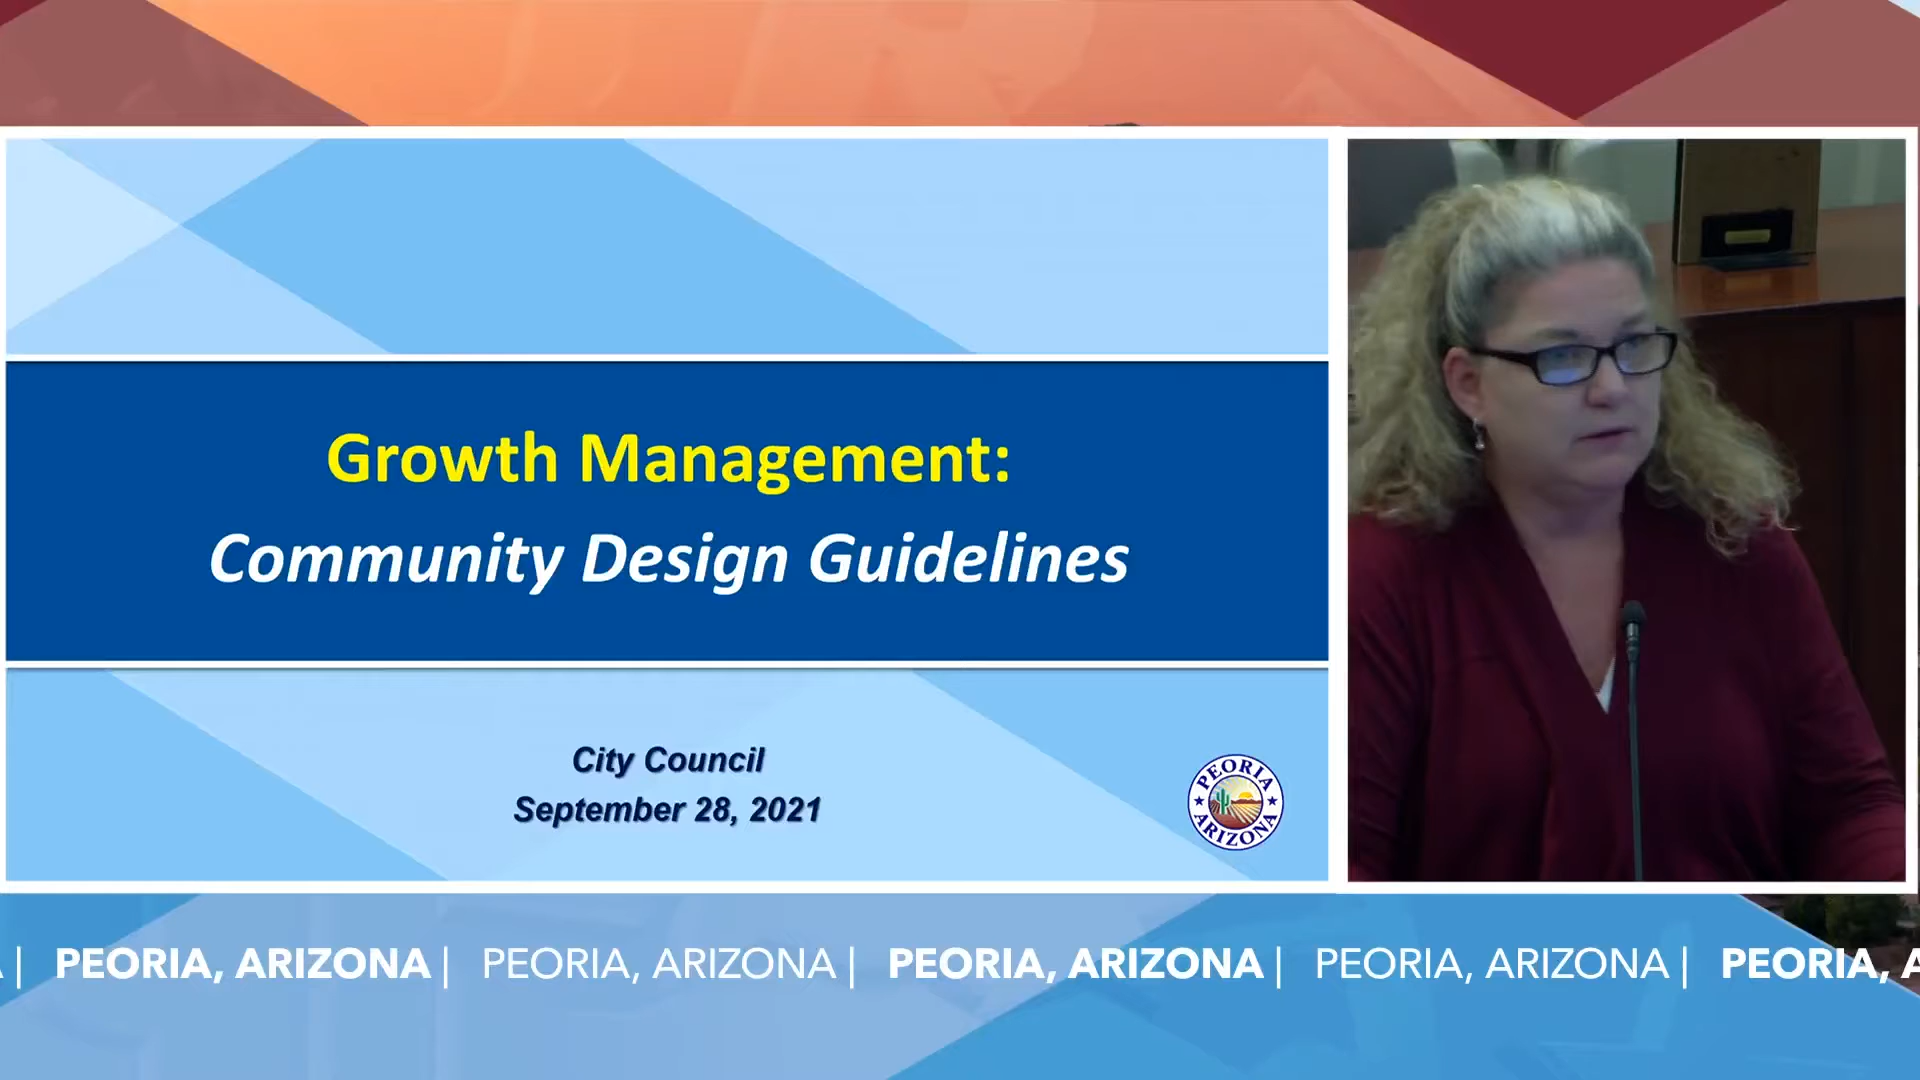 Growth Management:
Community Design Guidelines
City Council
September 28, 2021
PEORIA
ARIZONA
| PEORIA, ARIZONA | PEORIA, ARIZONA | PEORIA, ARIZONA | PEORIA, ARIZONA | PEORIA, A